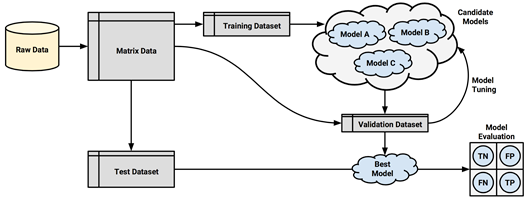 Raw Data
Matrix Data
Training Dataset
Candidate
Models
Model A
Model B
Model C
Model
Tuning
Validation Dataset
Test Dataset
Best
Model
Model
Evaluation
TN
FP
FN
TP